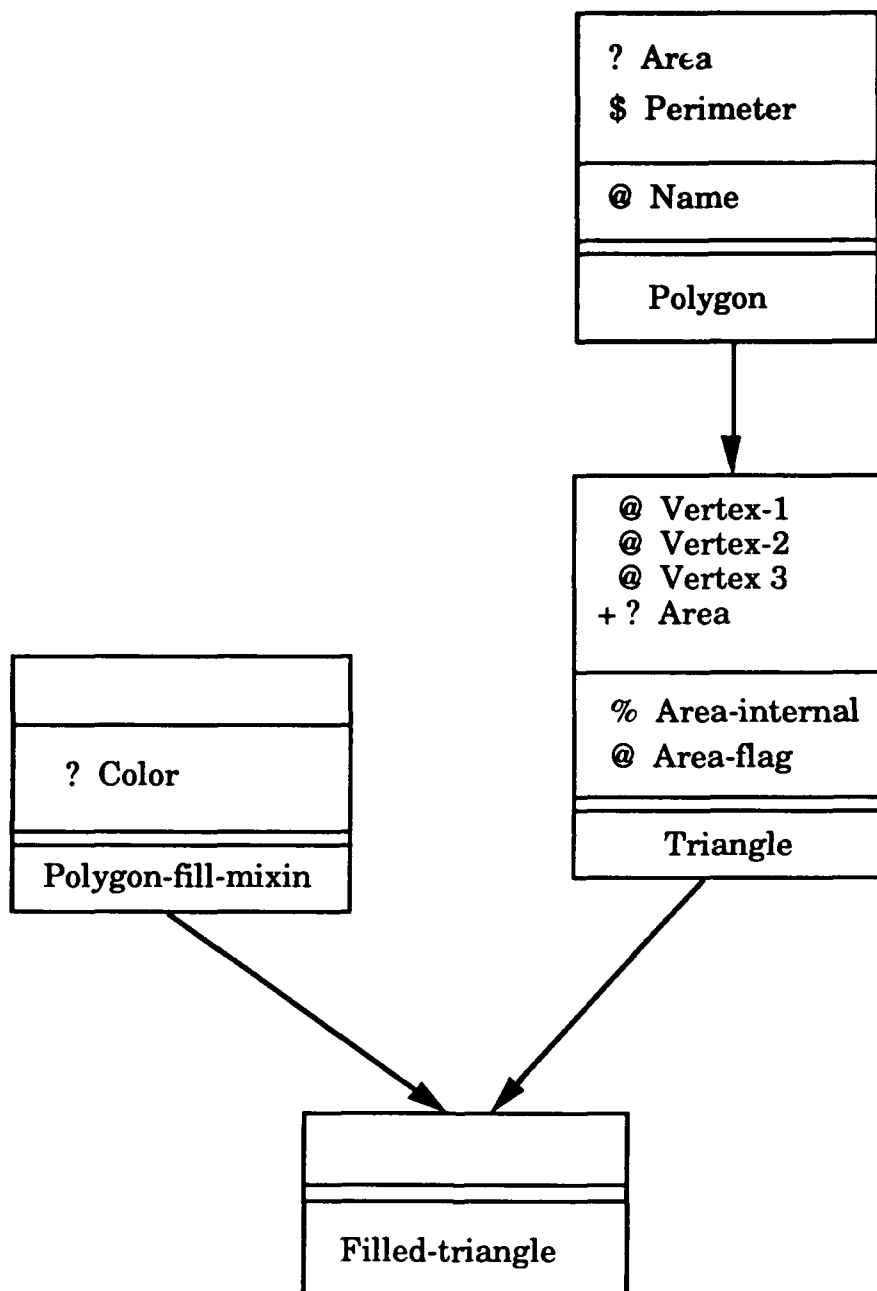 ? Area
$ Perimeter
@ Name
Polygon
@ Vertex-1
@ Vertex-2
@ Vertex 3
+ ? Area
% Area-internal
@ Area-flag
Triangle
? Color
Polygon-fill-mixin
Filled-triangle